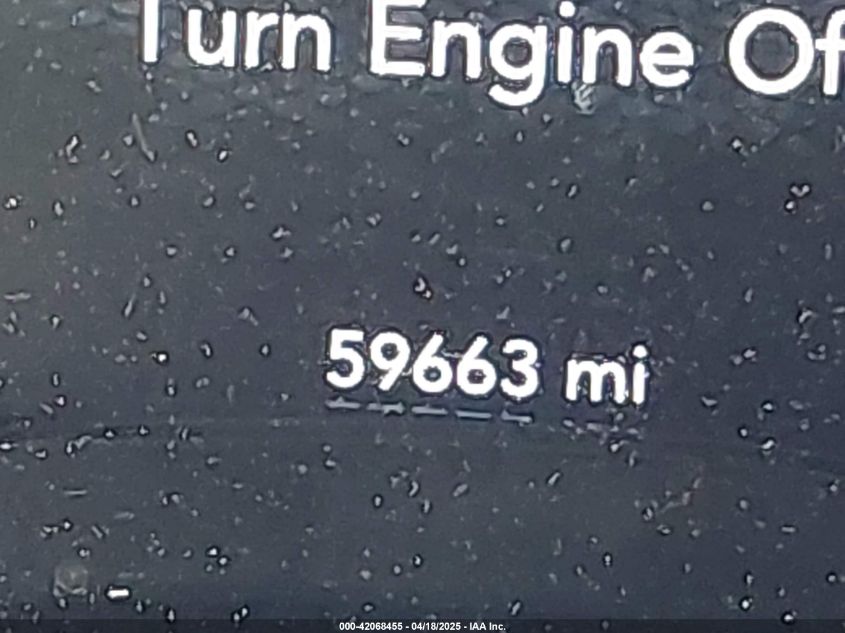 Turn Engine Of
59663 mi
000-42068455 - 04/18/2025 - IAA Inc.